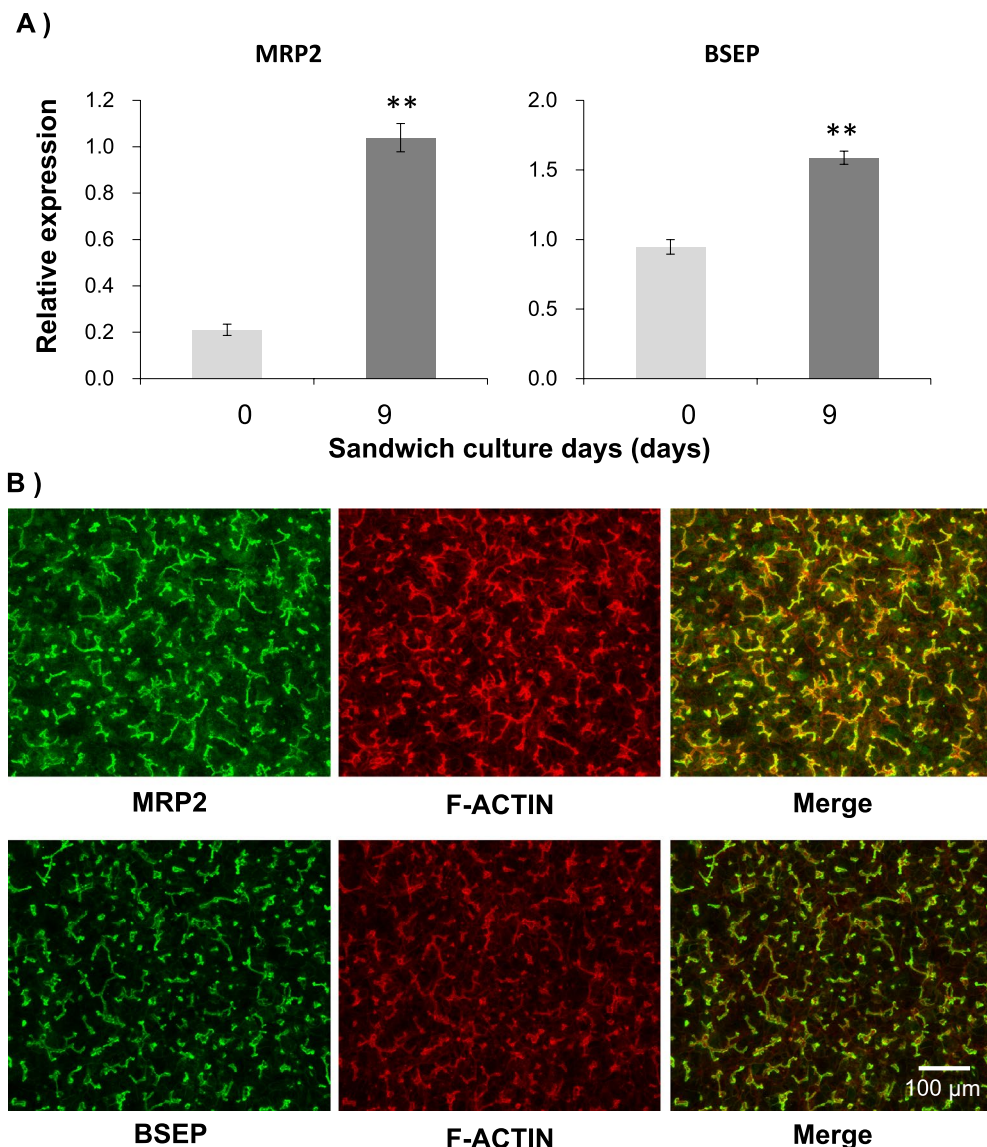 A )
MRP2
BSEP
Relative expression
1.2
1.0
0.8
0.6
0.4
0.2
0.0
**
0
9
2.0
1.5
1.0
0.5
0.0
**
0
9
Sandwich culture days (days)
B )
MRP2
F-ACTIN
Merge
100 µm
BSEP
F-ACTIN
Merge